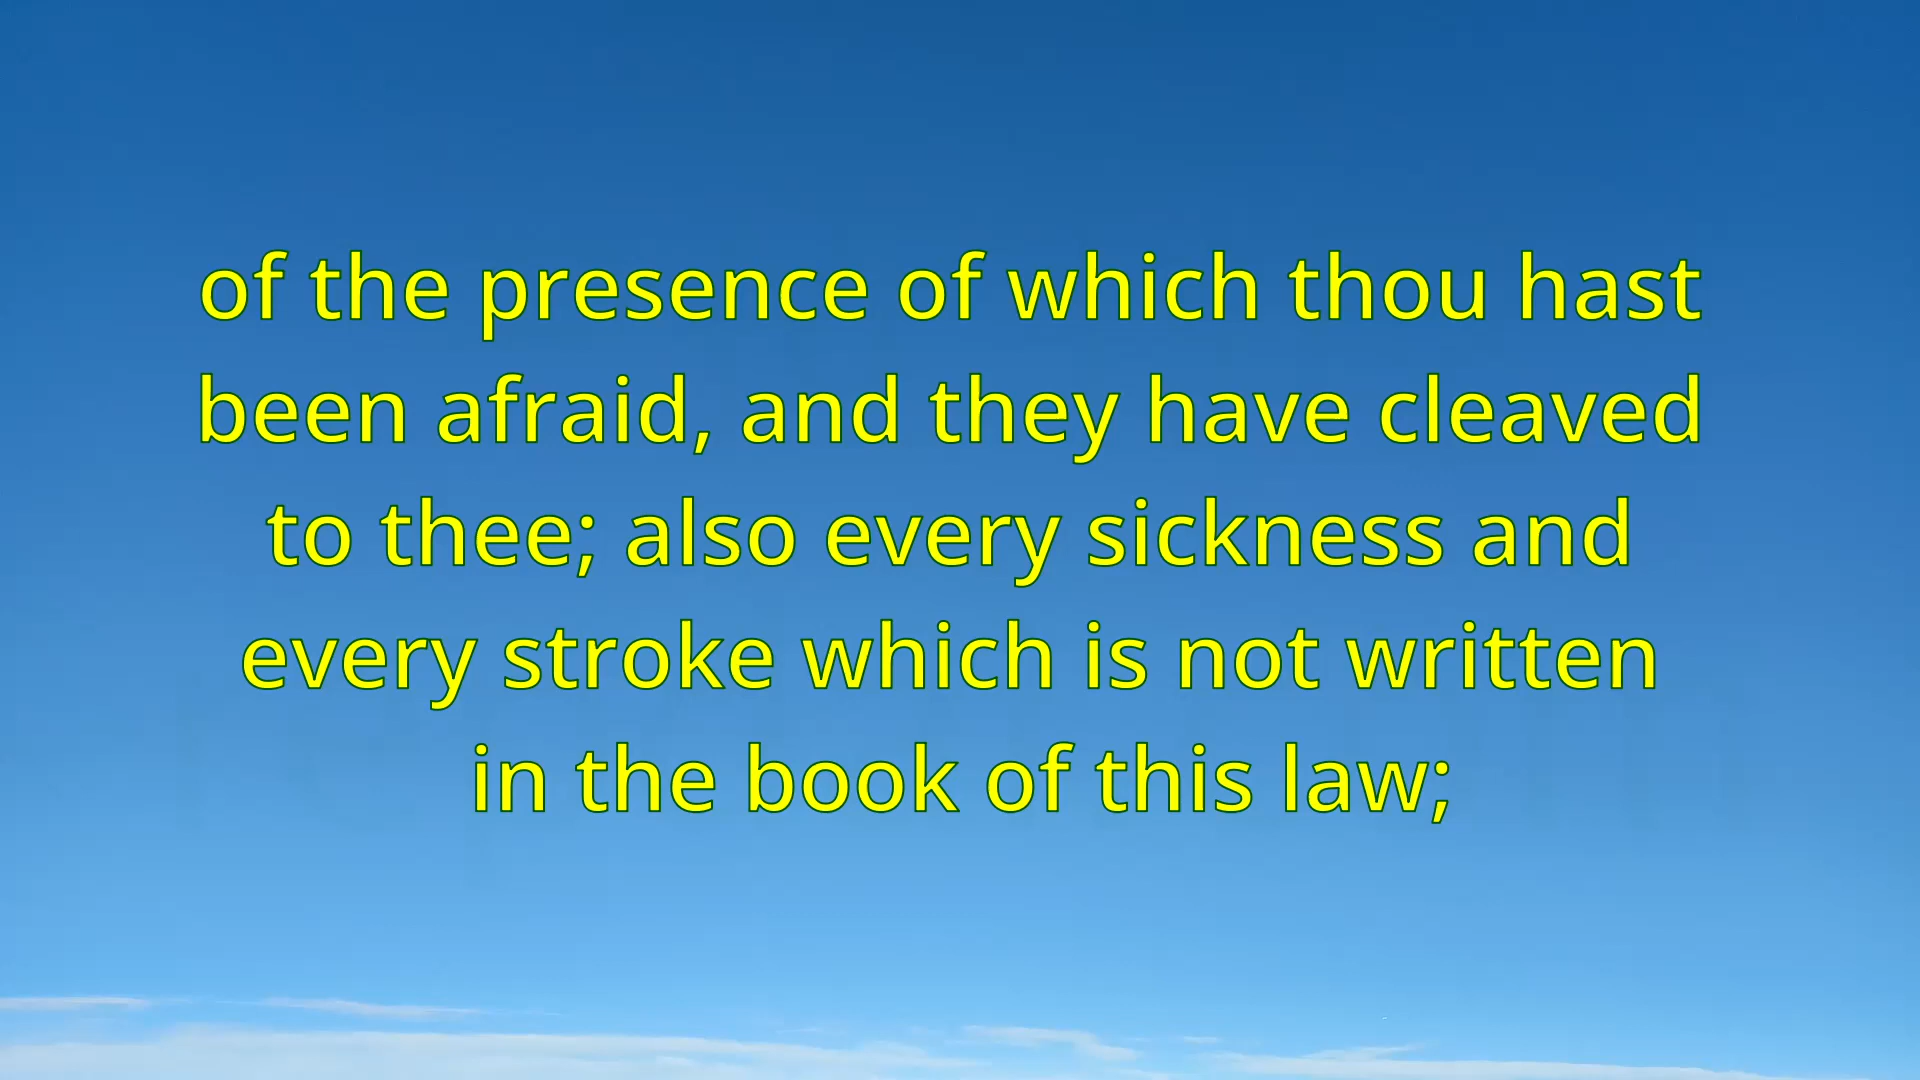 of the presence of which thou hast
been afraid, and they have cleaved
to thee; also every sickness and
every stroke which is not written
in the book of this law;